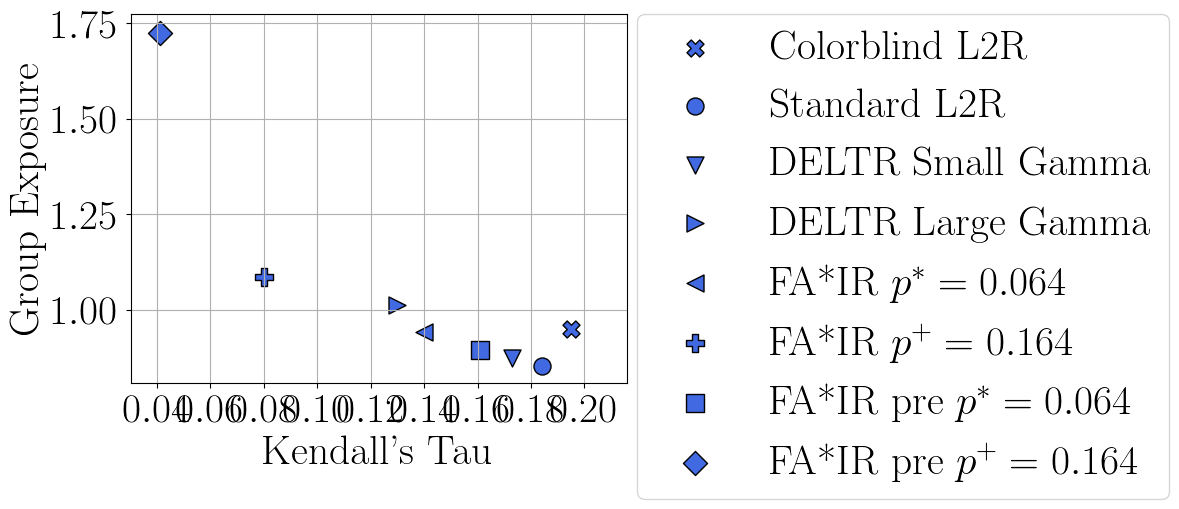 1.75
1.50
1.25
1.00
Group Exposure
0.04 0.06 0.08 0.10 0.12 0.14 0.16 0.18 0.20
Kendall's Tau
Colorblind L2R
Standard L2R
DELTR Small Gamma
DELTR Large Gamma
FA*IR p* = 0.064
FA*IR p+ = 0.164
FA*IR pre p* = 0.064
FA*IR pre p+ = 0.164